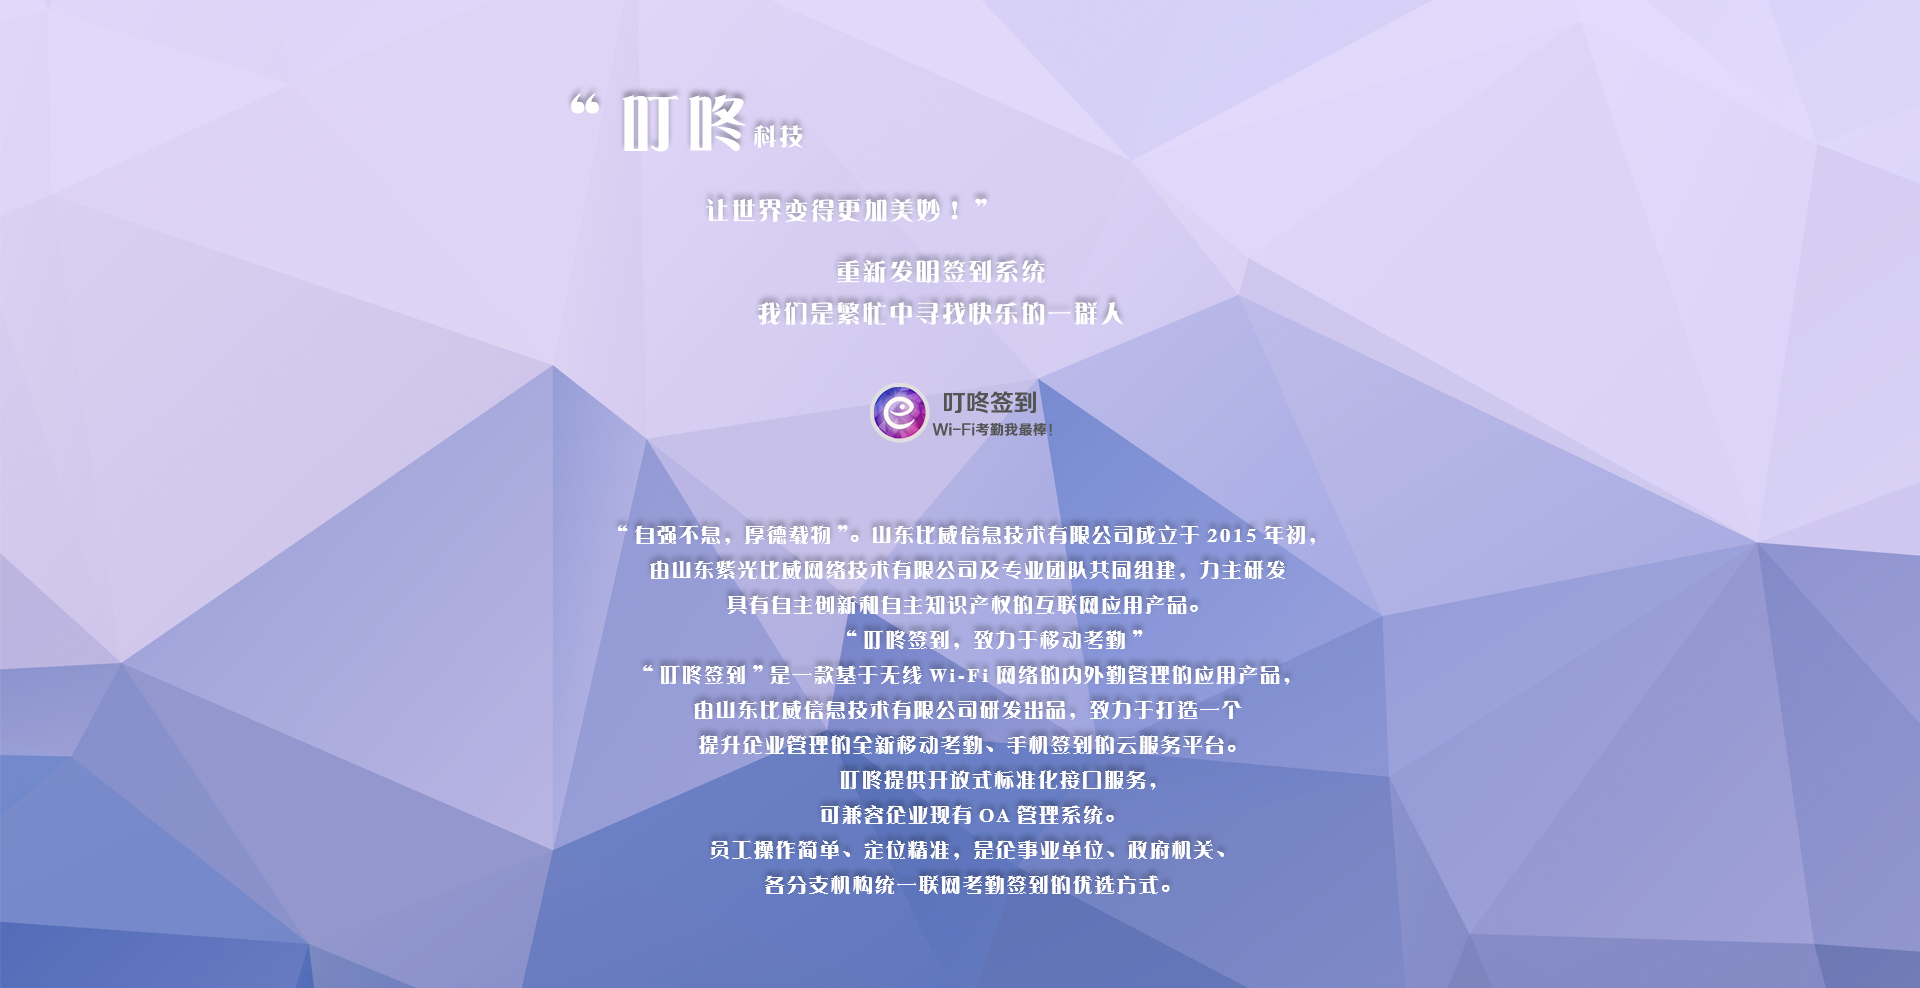 “ 叮咚科技
让世界变得更加美妙！”
重新发明签到系统
我们是繁忙中寻找快乐的一群人
叮咚签到
Wi-Fi考勤我最棒！
“自强不息，厚德载物”。山东比威信息技术有限公司成立于 2015 年初，
由山东紫光比威网络技术有限公司及专业团队共同组建，力主研发
具有自主创新和自主知识产权的互联网应用产品。
“叮咚签到，致力于移动考勤”
“叮咚签到”是一款基于无线 Wi-Fi 网络的内外勤管理的应用产品，
由山东比威信息技术有限公司研发出品，致力于打造一个
提升企业管理的全新移动考勤、手机签到的云服务平台。
叮咚提供开放式标准化接口服务，
可兼容企业现有 OA 管理系统。
员工操作简单、定位精准，是企事业单位、政府机关、
各分支机构统一联网考勤签到的优选方式。